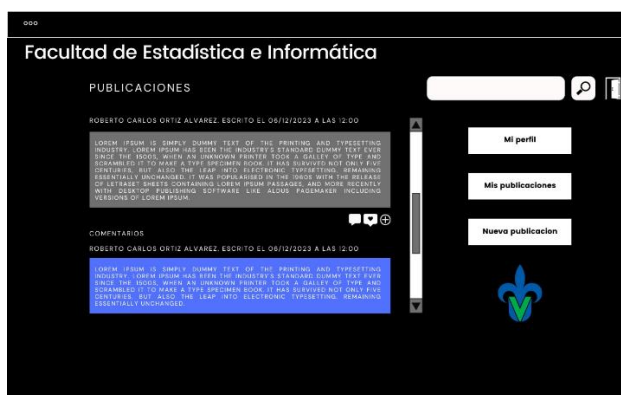 Facultad de Estadística e Informática
PUBLICACIONES
ROBERTO CARLOS ORTIZ ALVAREZ. ESCRITO EL 06/12/2023 A LAS 12:00
LOREM IPSUM IS SIMPLY DUMMY TEXT OF THE PRINTING AND TYPESETTING
INDUSTRY. LOREM IPSUM HAS BEEN THE INDUSTRY'S STANDARD DUMMY TEXT EVER
SINCE THE 1500S, WHEN AN UNKNOWN PRINTER TOOK A GALLEY OF TYPE AND
SCRAMBLED IT TO MAKE A TYPE SPECIMEN BOOK. IT HAS SURVIVED NOT ONLY FIVE
CENTURIES, BUT ALSO THE LEAP INTO ELECTRONIC TYPESETTING, REMAINING
ESSENTIALLY UNCHANGED. IT WAS POPULARISED IN THE 1960S WITH THE RELEASE
OF LETRASET SHEETS CONTAINING LOREM IPSUM PASSAGES, AND MORE RECENTLY
WITH DESKTOP PUBLISHING SOFTWARE LIKE ALDUS PAGEMAKER INCLUDING
VERSIONS OF LOREM IPSUM.
COMENTARIOS
ROBERTO CARLOS ORTIZ ALVAREZ. ESCRITO EL 06/12/2023 A LAS 12:00
LOREM IPSUM IS SIMPLY DUMMY TEXT OF THE PRINTING AND TYPESETTING
INDUSTRY. LOREM IPSUM HAS BEEN THE INDUSTRY'S STANDARD DUMMY TEXT EVER
SINCE THE 1500S, WHEN AN UNKNOWN PRINTER TOOK A GALLEY OF TYPE AND
SCRAMBLED IT TO MAKE A TYPE SPECIMEN BOOK. IT HAS SURVIVED NOT ONLY FIVE
CENTURIES, BUT ALSO THE LEAP INTO ELECTRONIC TYPESETTING, REMAINING
ESSENTIALLY UNCHANGED.
Mi perfil
Mis publicaciones
Nueva publicacion